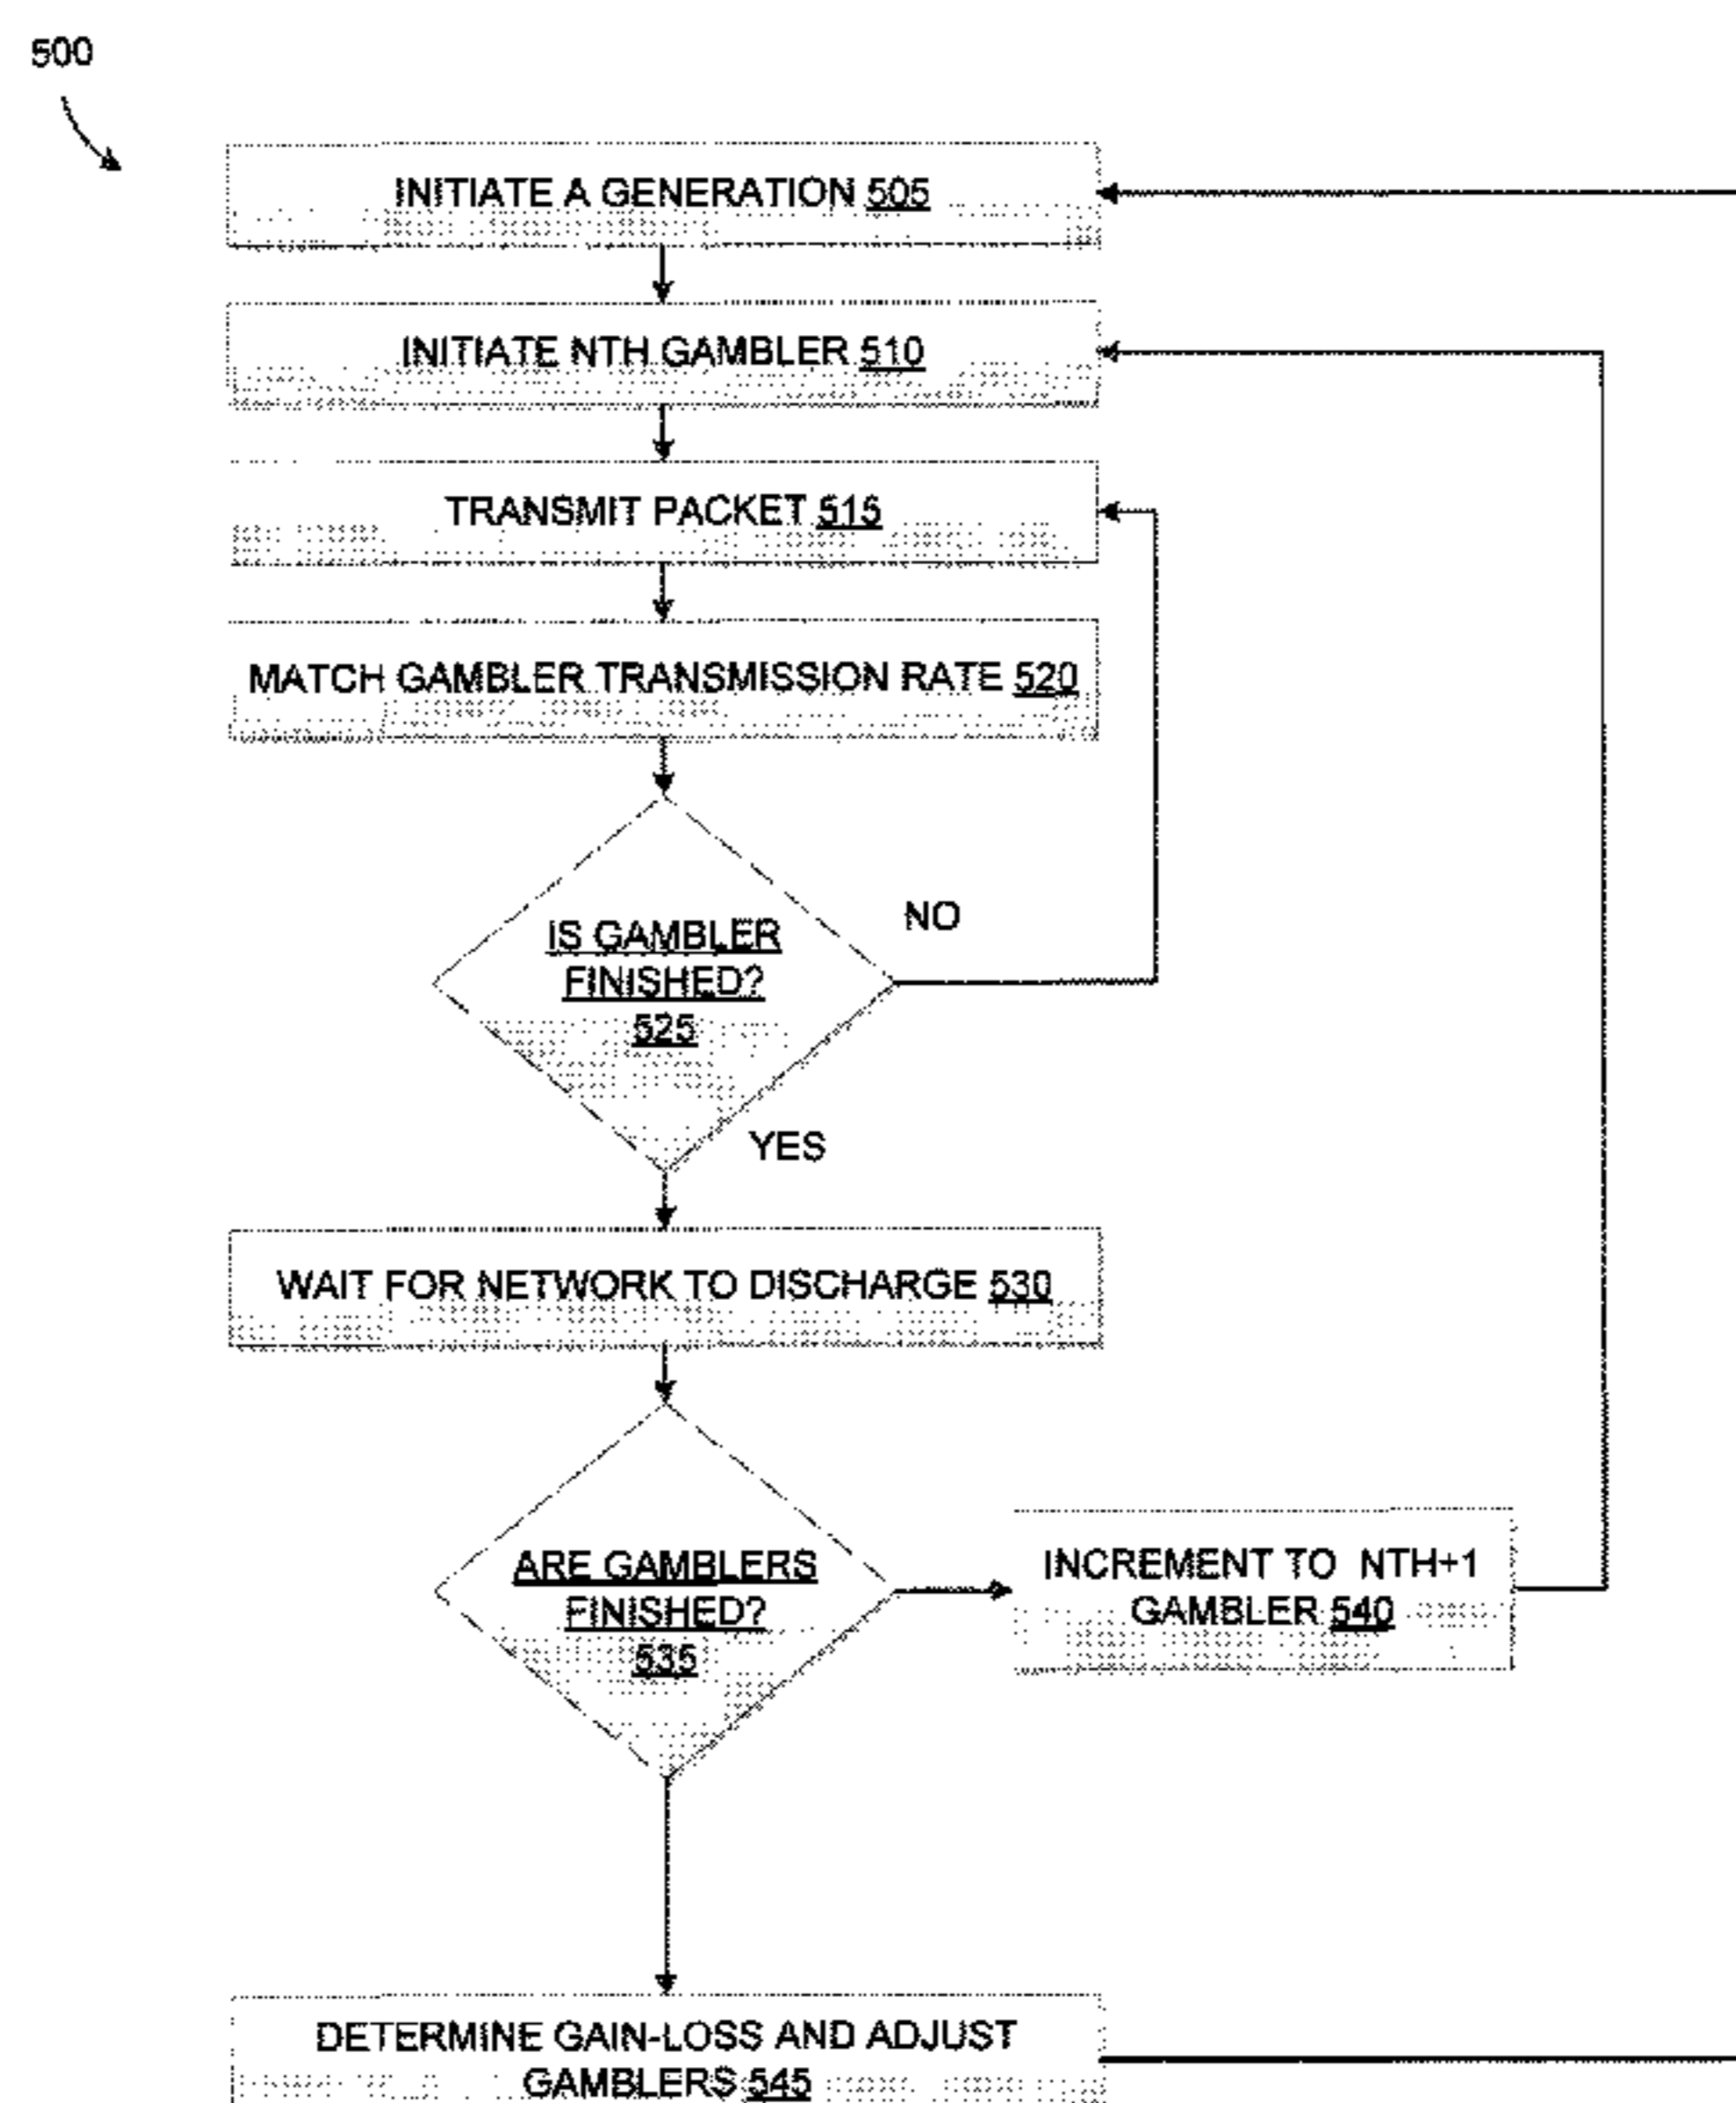 500
INITIATE A GENERATION 505
INITIATE NTH GAMBLER 510
TRANSMIT PACKET 515
MATCH GAMBLER TRANSMISSION RATE 520
NO
IS GAMBLER
FINISHED?
525
YES
WAIT FOR NETWORK TO DISCHARGE 530
ARE GAMBLERS
FINISHED?
535
INCREMENT TO NTH+1
GAMBLER 540
DETERMINE GAIN-LOSS AND ADJUST
GAMBLERS 545